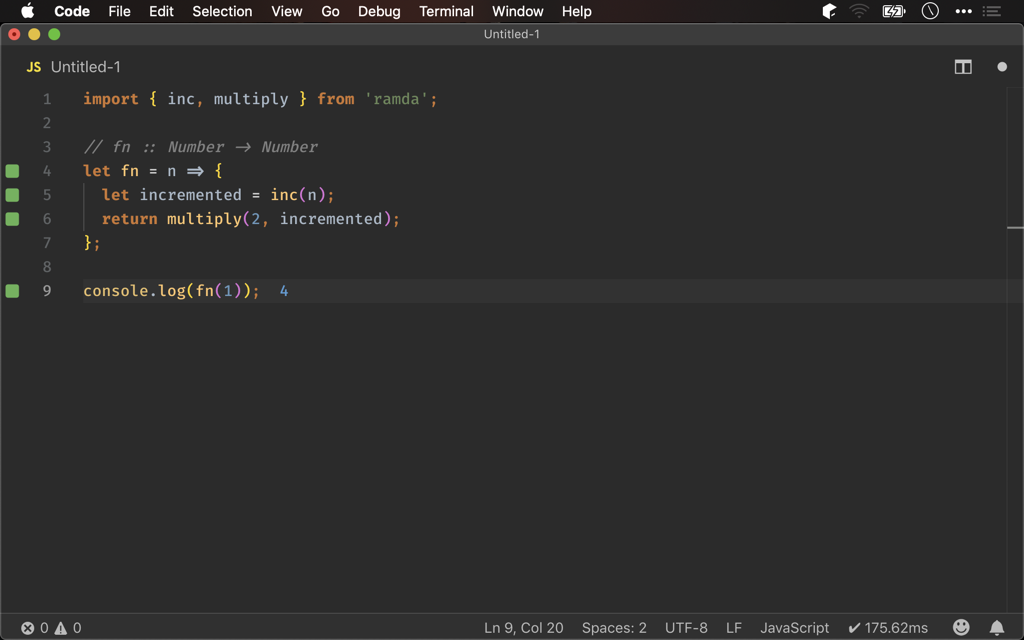 Code File Edit Selection View Go Debug Terminal Window Help
Untitled-1
JS Untitled-1
1 import { inc, multiply } from 'ramda';
2
3 // fn :: Number -> Number
4 let fn = n => {
5 let incremented = inc(n);
6 return multiply(2, incremented);
7 };
8
9 console.log(fn(1)); 4
0 0 Ln 9, Col 20 Spaces: 2 UTF-8 LF JavaScript ✔ 175.62ms